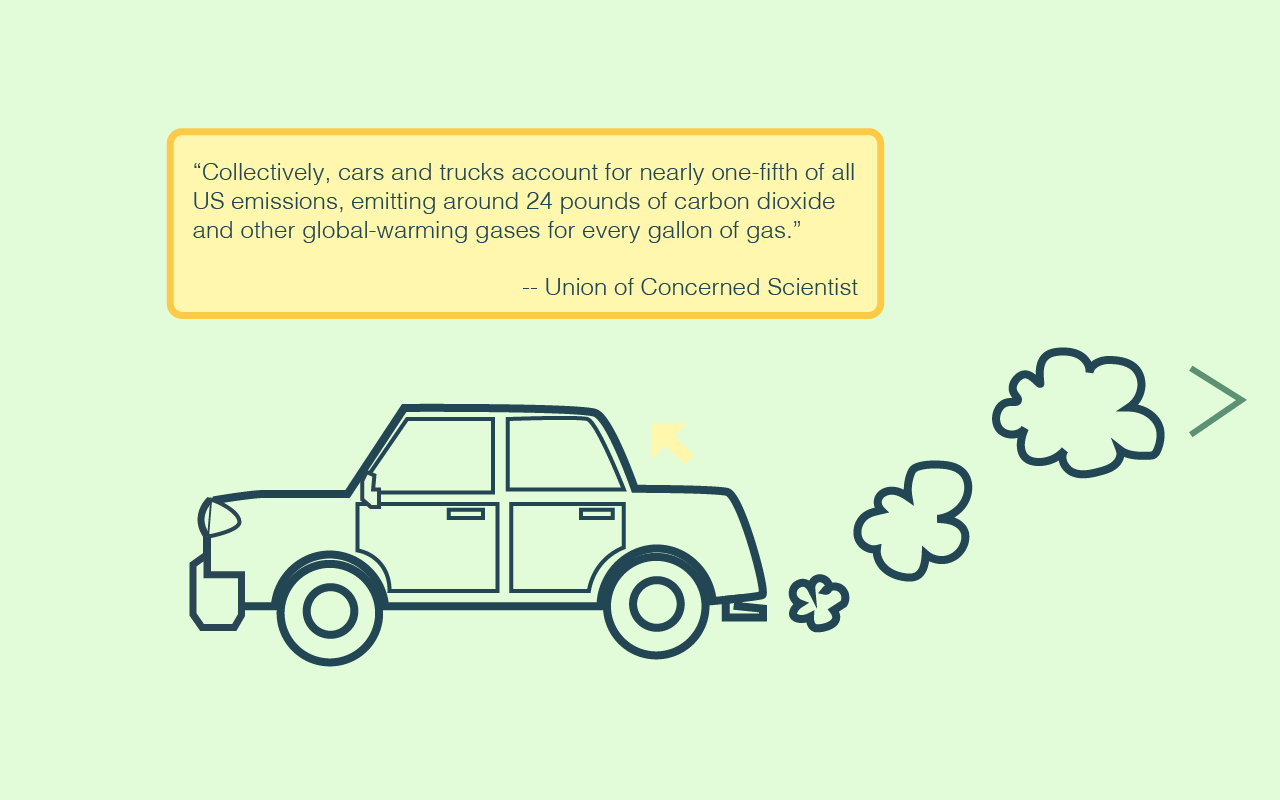 “Collectively, cars and trucks account for nearly one-fifth of all
US emissions, emitting around 24 pounds of carbon dioxide
and other global-warming gases for every gallon of gas.”
-- Union of Concerned Scientist